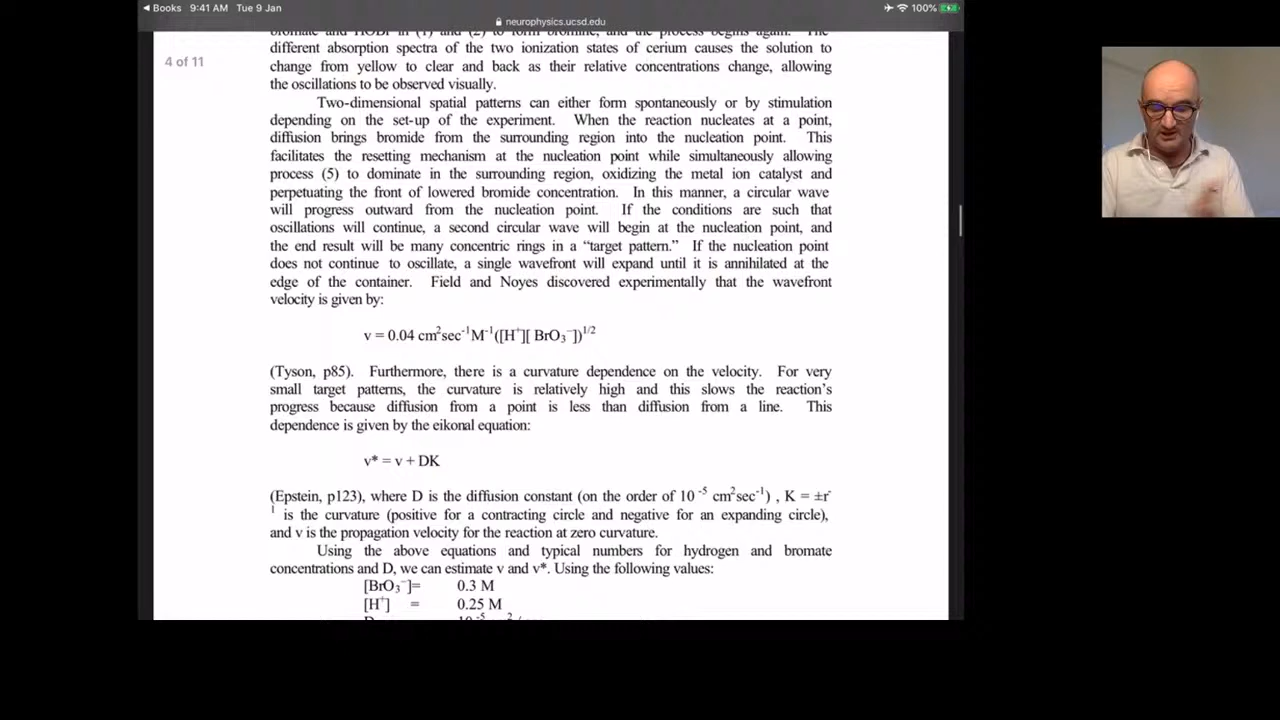 Books 9:41 AM Tue 9 Jan 100%
neurophysics.ucsd.edu
4 of 11
bromate and HOBr in (1) and (2) to form bromine, and the process begins again. The
different absorption spectra of the two ionization states of cerium causes the solution to
change from yellow to clear and back as their relative concentrations change, allowing
the oscillations to be observed visually.
Two-dimensional spatial patterns can either form spontaneously or by stimulation
depending on the set-up of the experiment. When the reaction nucleates at a point,
diffusion brings bromide from the surrounding region into the nucleation point. This
facilitates the resetting mechanism at the nucleation point while simultaneously allowing
process (5) to dominate in the surrounding region, oxidizing the metal ion catalyst and
perpetuating the front of lowered bromide concentration. In this manner, a circular wave
will progress outward from the nucleation point. If the conditions are such that
oscillations will continue, a second circular wave will begin at the nucleation point, and
the end result will be many concentric rings in a “target pattern.” If the nucleation point
does not continue to oscillate, a single wavefront will expand until it is annihilated at the
edge of the container. Field and Noyes discovered experimentally that the wavefront
velocity is given by:
v = 0.04 cm²sec⁻¹M⁻¹([H⁺][ BrO₃⁻])¹/²
(Tyson, p85). Furthermore, there is a curvature dependence on the velocity. For very
small target patterns, the curvature is relatively high and this slows the reaction’s
progress because diffusion from a point is less than diffusion from a line. This
dependence is given by the eikonal equation:
v* = v + DK
(Epstein, p123), where D is the diffusion constant (on the order of 10⁻⁵ cm²sec⁻¹) , K = ±r⁻
¹ is the curvature (positive for a contracting circle and negative for an expanding circle),
and v is the propagation velocity for the reaction at zero curvature.
Using the above equations and typical numbers for hydrogen and bromate
concentrations and D, we can estimate v and v*. Using the following values:
[BrO₃⁻]= 0.3 M
[H⁺] = 0.25 M